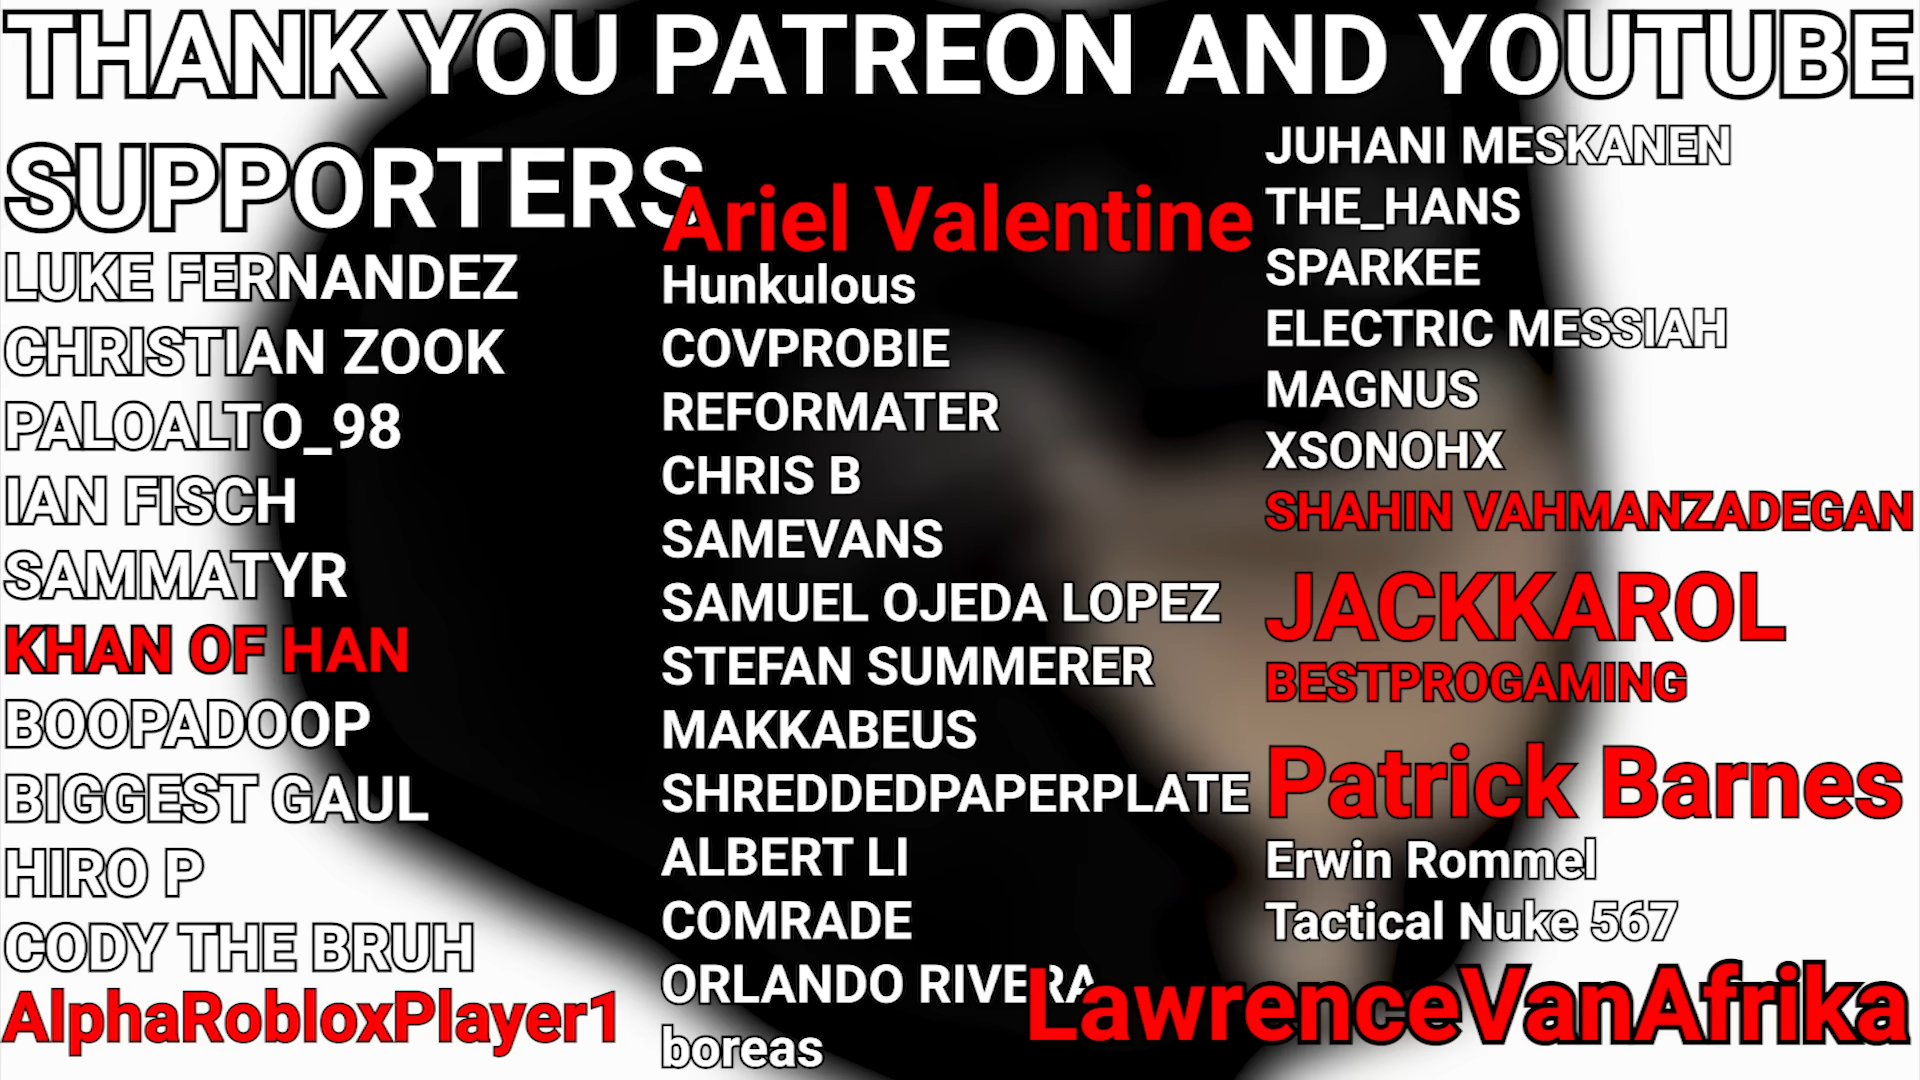 THANK YOU PATREON AND YOUTUBE
SUPPORTERS
LUKE FERNANDEZ
CHRISTIAN ZOOK
PALOALTO_98
IAN FISCH
SAMMATYR
KHAN OF HAN
BOOPADOOP
BIGGEST GAUL
HIRO P
CODY THE BRUH
AlphaRobloxPlayer1
Ariel Valentine
Hunkulous
COVPROBIE
REFORMATER
CHRIS B
SAMEVANS
SAMUEL OJEDA LOPEZ
STEFAN SUMMERER
MAKKABEUS
SHREDDEDPAPERPLATE
ALBERT LI
COMRADE
ORLANDO RIVERA
boreas
JUHANI MESKANEN
THE_HANS
SPARKEE
ELECTRIC MESSIAH
MAGNUS
XSONOHX
SHAHIN VAHMANZADEGAN
JACKKAROL
BESTPROGAMING
Patrick Barnes
Erwin Rommel
Tactical Nuke 567
LawrenceVanAfrika